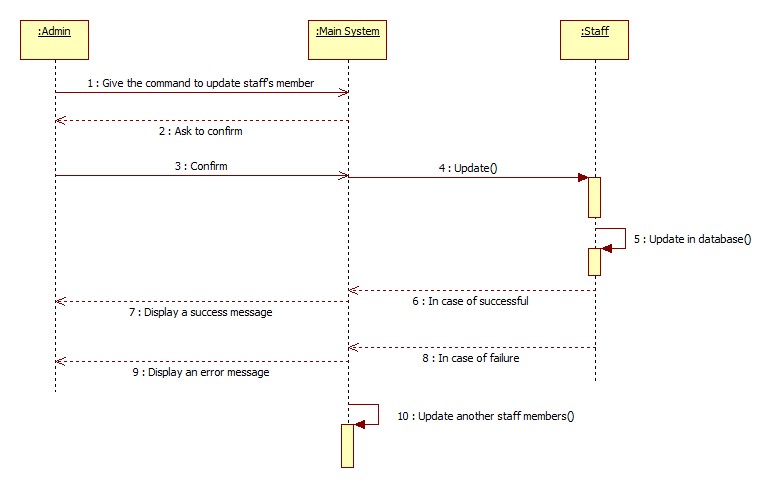 :Admin
:Main System
:Staff
1 : Give the command to update staff's member
2 : Ask to confirm
3 : Confirm
4 : Update()
5 : Update in database()
6 : In case of successful
7 : Display a success message
8 : In case of failure
9 : Display an error message
10 : Update another staff members()